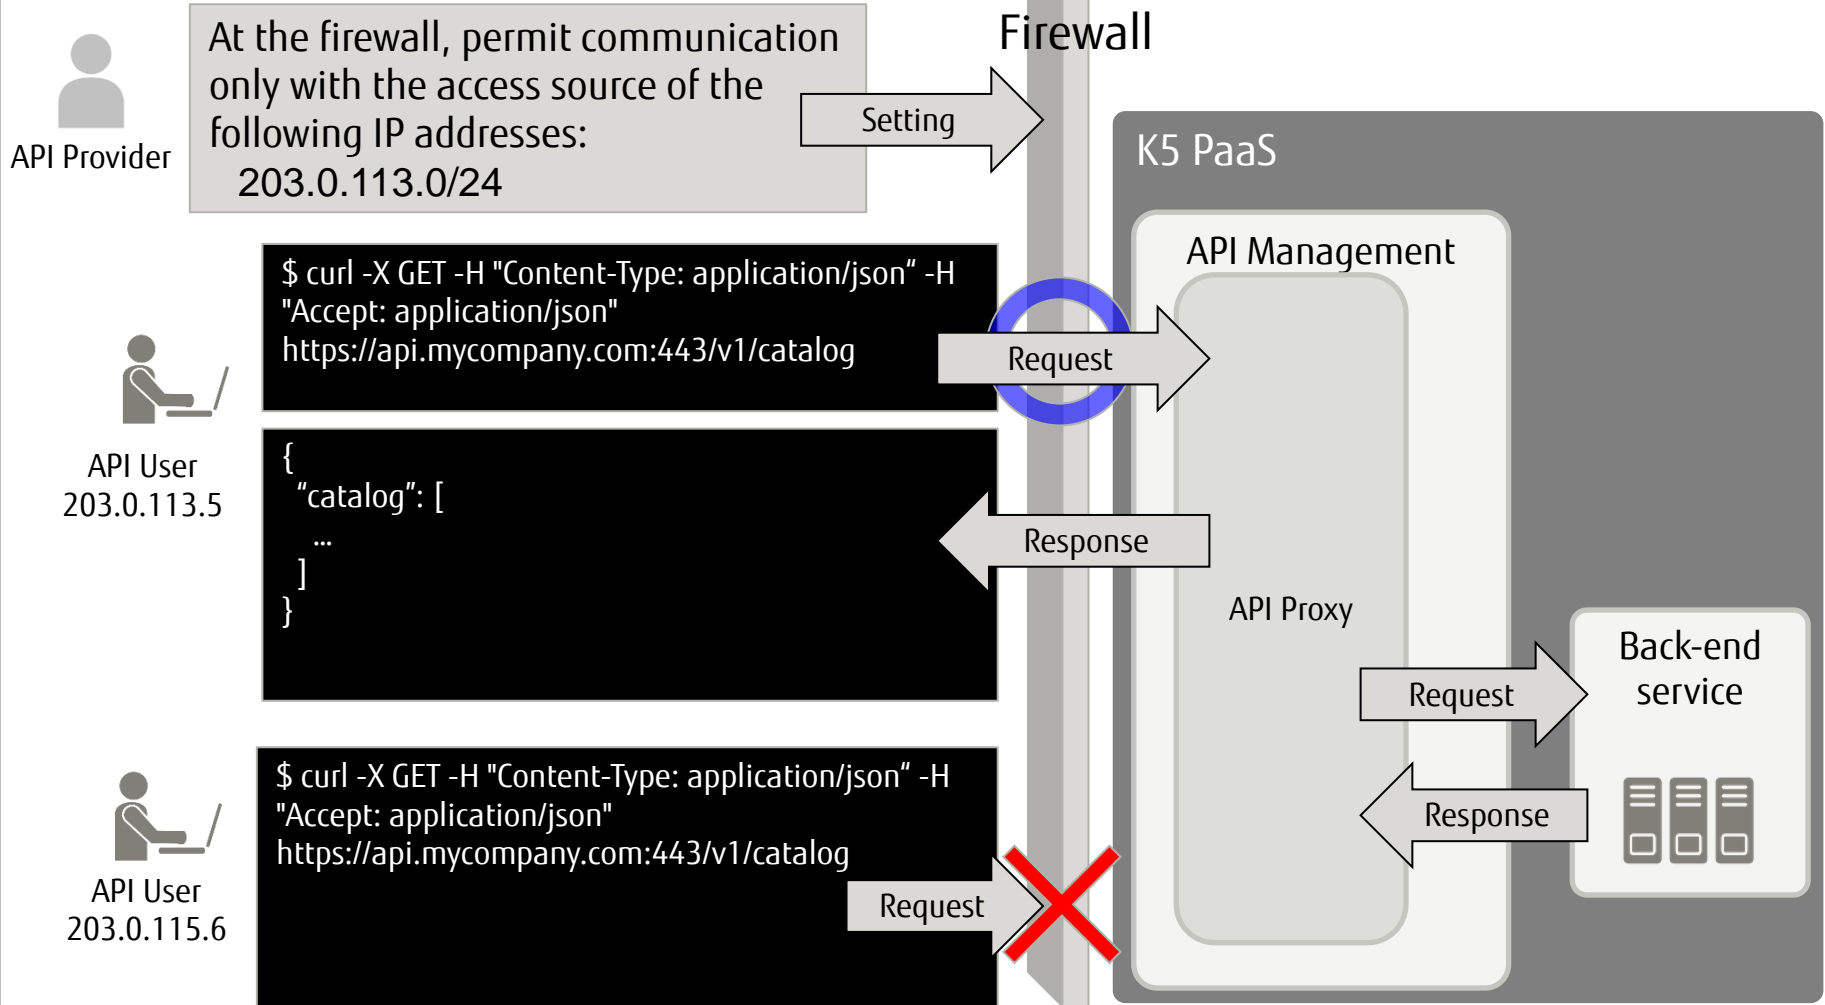 At the firewall, permit communication
only with the access source of the
following IP addresses:
203.0.113.0/24
API Provider
Setting
Firewall
K5 PaaS
API Management
$ curl -X GET -H "Content-Type: application/json“ -H
"Accept: application/json"
https://api.mycompany.com:443/v1/catalog
Request
API User
203.0.113.5
{
“catalog”: [
...
]
}
Response
API Proxy
Request
Back-end
service
Response
$ curl -X GET -H "Content-Type: application/json“ -H
"Accept: application/json"
https://api.mycompany.com:443/v1/catalog
Request
API User
203.0.115.6